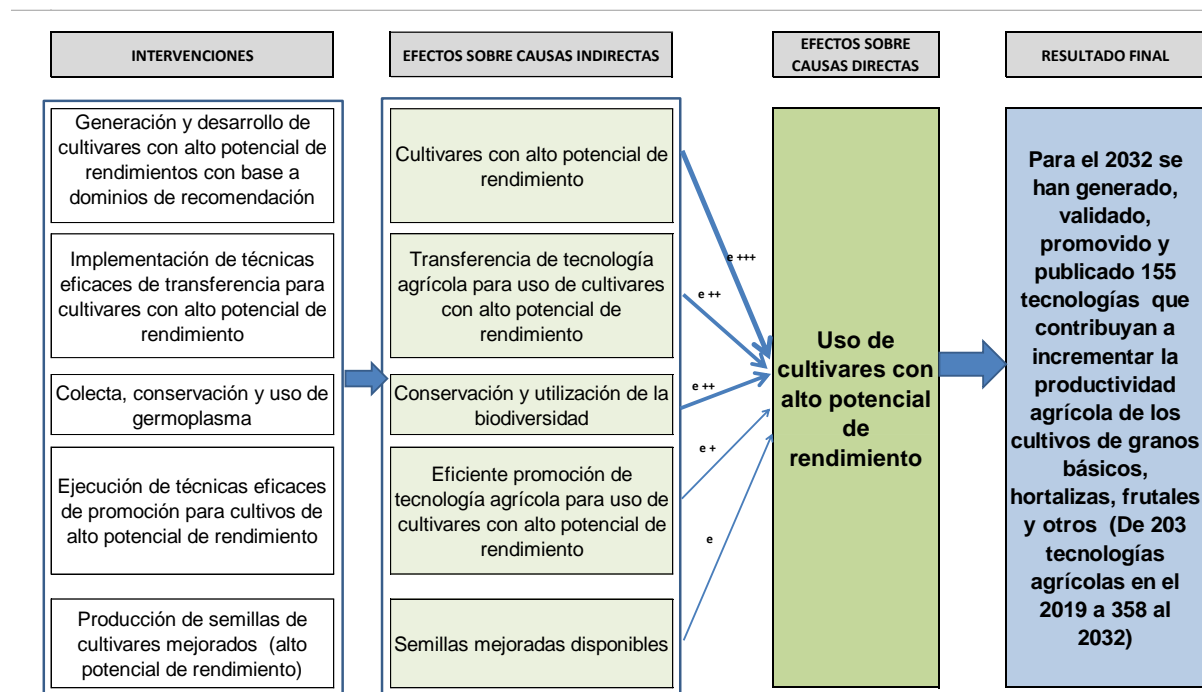 INTERVENCIONES
Generación y desarrollo de
cultivares con alto potencial de
rendimientos con base a
dominios de recomendación
Implementación de técnicas
eficaces de transferencia para
cultivares con alto potencial de
rendimiento
Colecta, conservación y uso de
germoplasma
Ejecución de técnicas eficaces
de promoción para cultivos de
alto potencial de rendimiento
Producción de semillas de
cultivares mejorados (alto
potencial de rendimiento)
EFECTOS SOBRE CAUSAS INDIRECTAS
Cultivares con alto potencial de
rendimiento
Transferencia de tecnología
agrícola para uso de cultivares
con alto potencial de
rendimiento
Conservación y utilización de la
biodiversidad
Eficiente promoción de
tecnología agrícola para uso de
cultivares con alto potencial de
rendimiento
Semillas mejoradas disponibles
e +++
e ++
e ++
e +
e
EFECTOS SOBRE
CAUSAS DIRECTAS
Uso de
cultivares con
alto potencial
de
rendimiento
RESULTADO FINAL
Para el 2032 se
han generado,
validado,
promovido y
publicado 155
tecnologías que
contribuyan a
incrementar la
productividad
agrícola de los
cultivos de granos
básicos,
hortalizas, frutales
y otros (De 203
tecnologías
agrícolas en el
2019 a 358 al
2032)